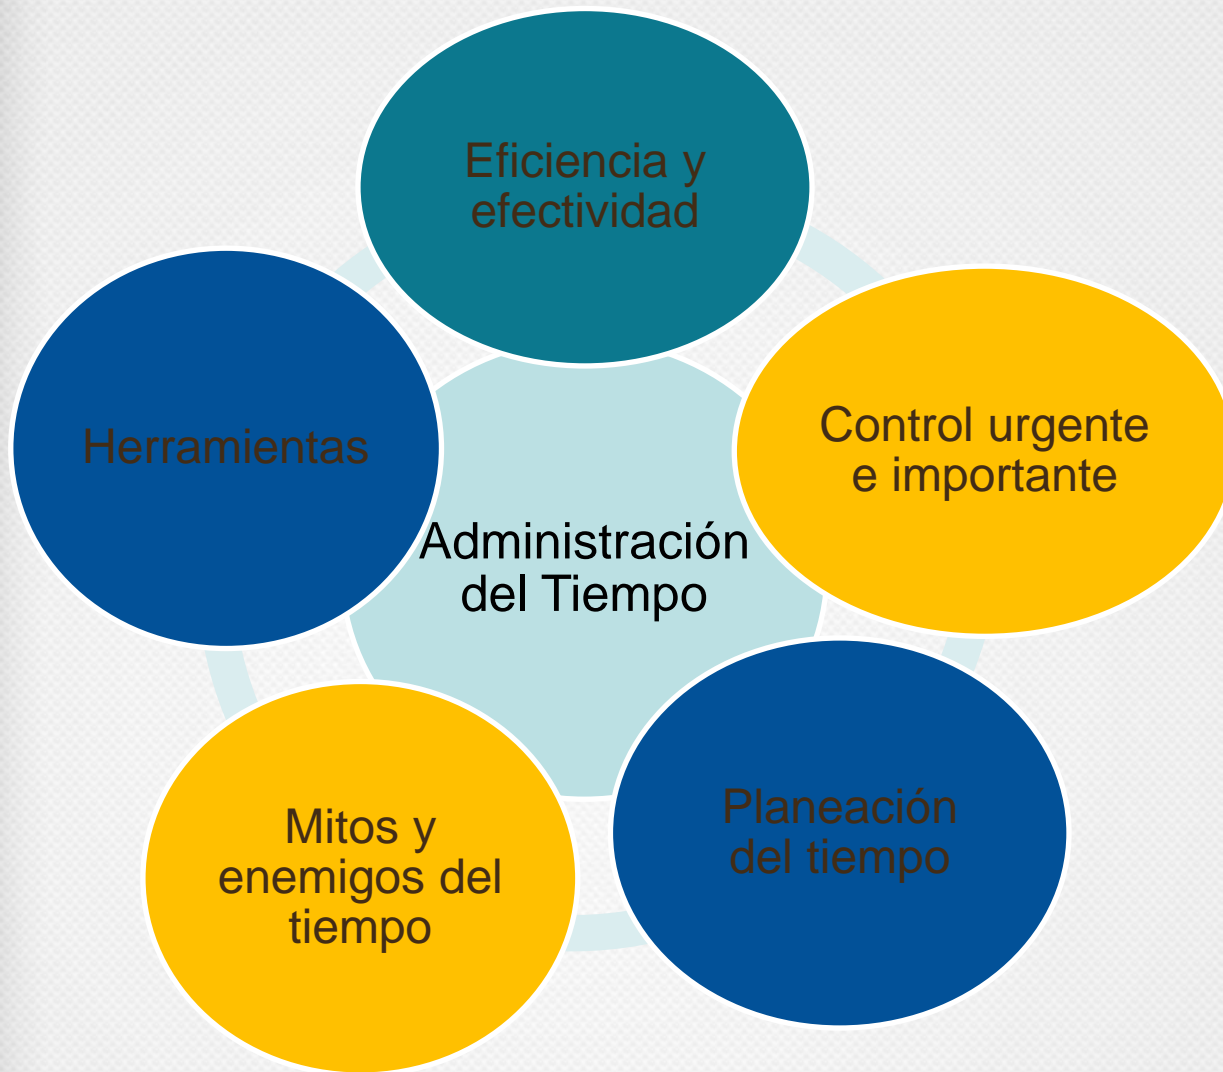 Eficiencia y
efectividad
Control urgente
e importante
Planeación
del tiempo
Mitos y
enemigos del
tiempo
Herramientas
Administración
del Tiempo